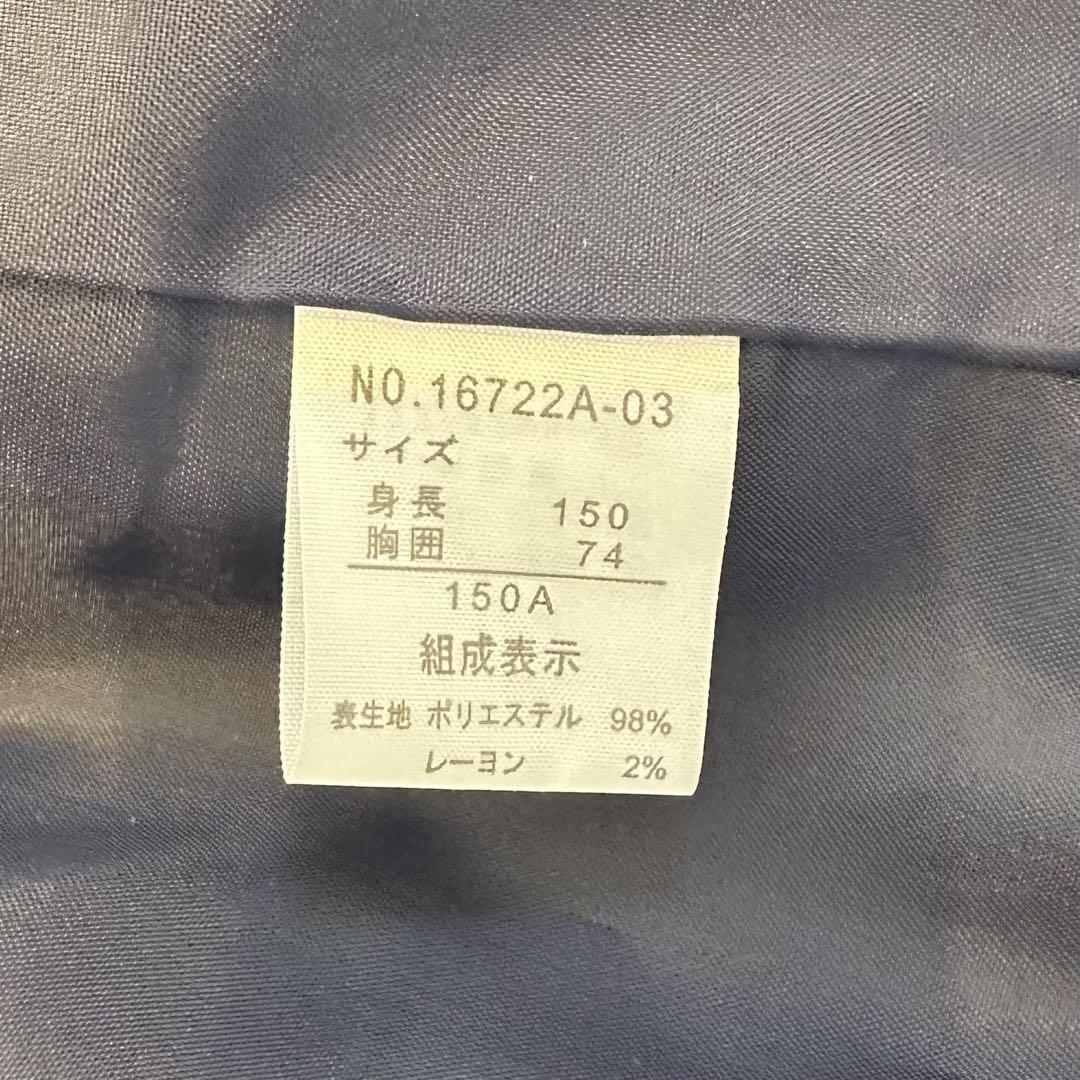 NO.16722A-03
サイズ
身長 150
胸囲 74
150A
組成表示
表生地 ポリエステル 98%
レーヨン 2%